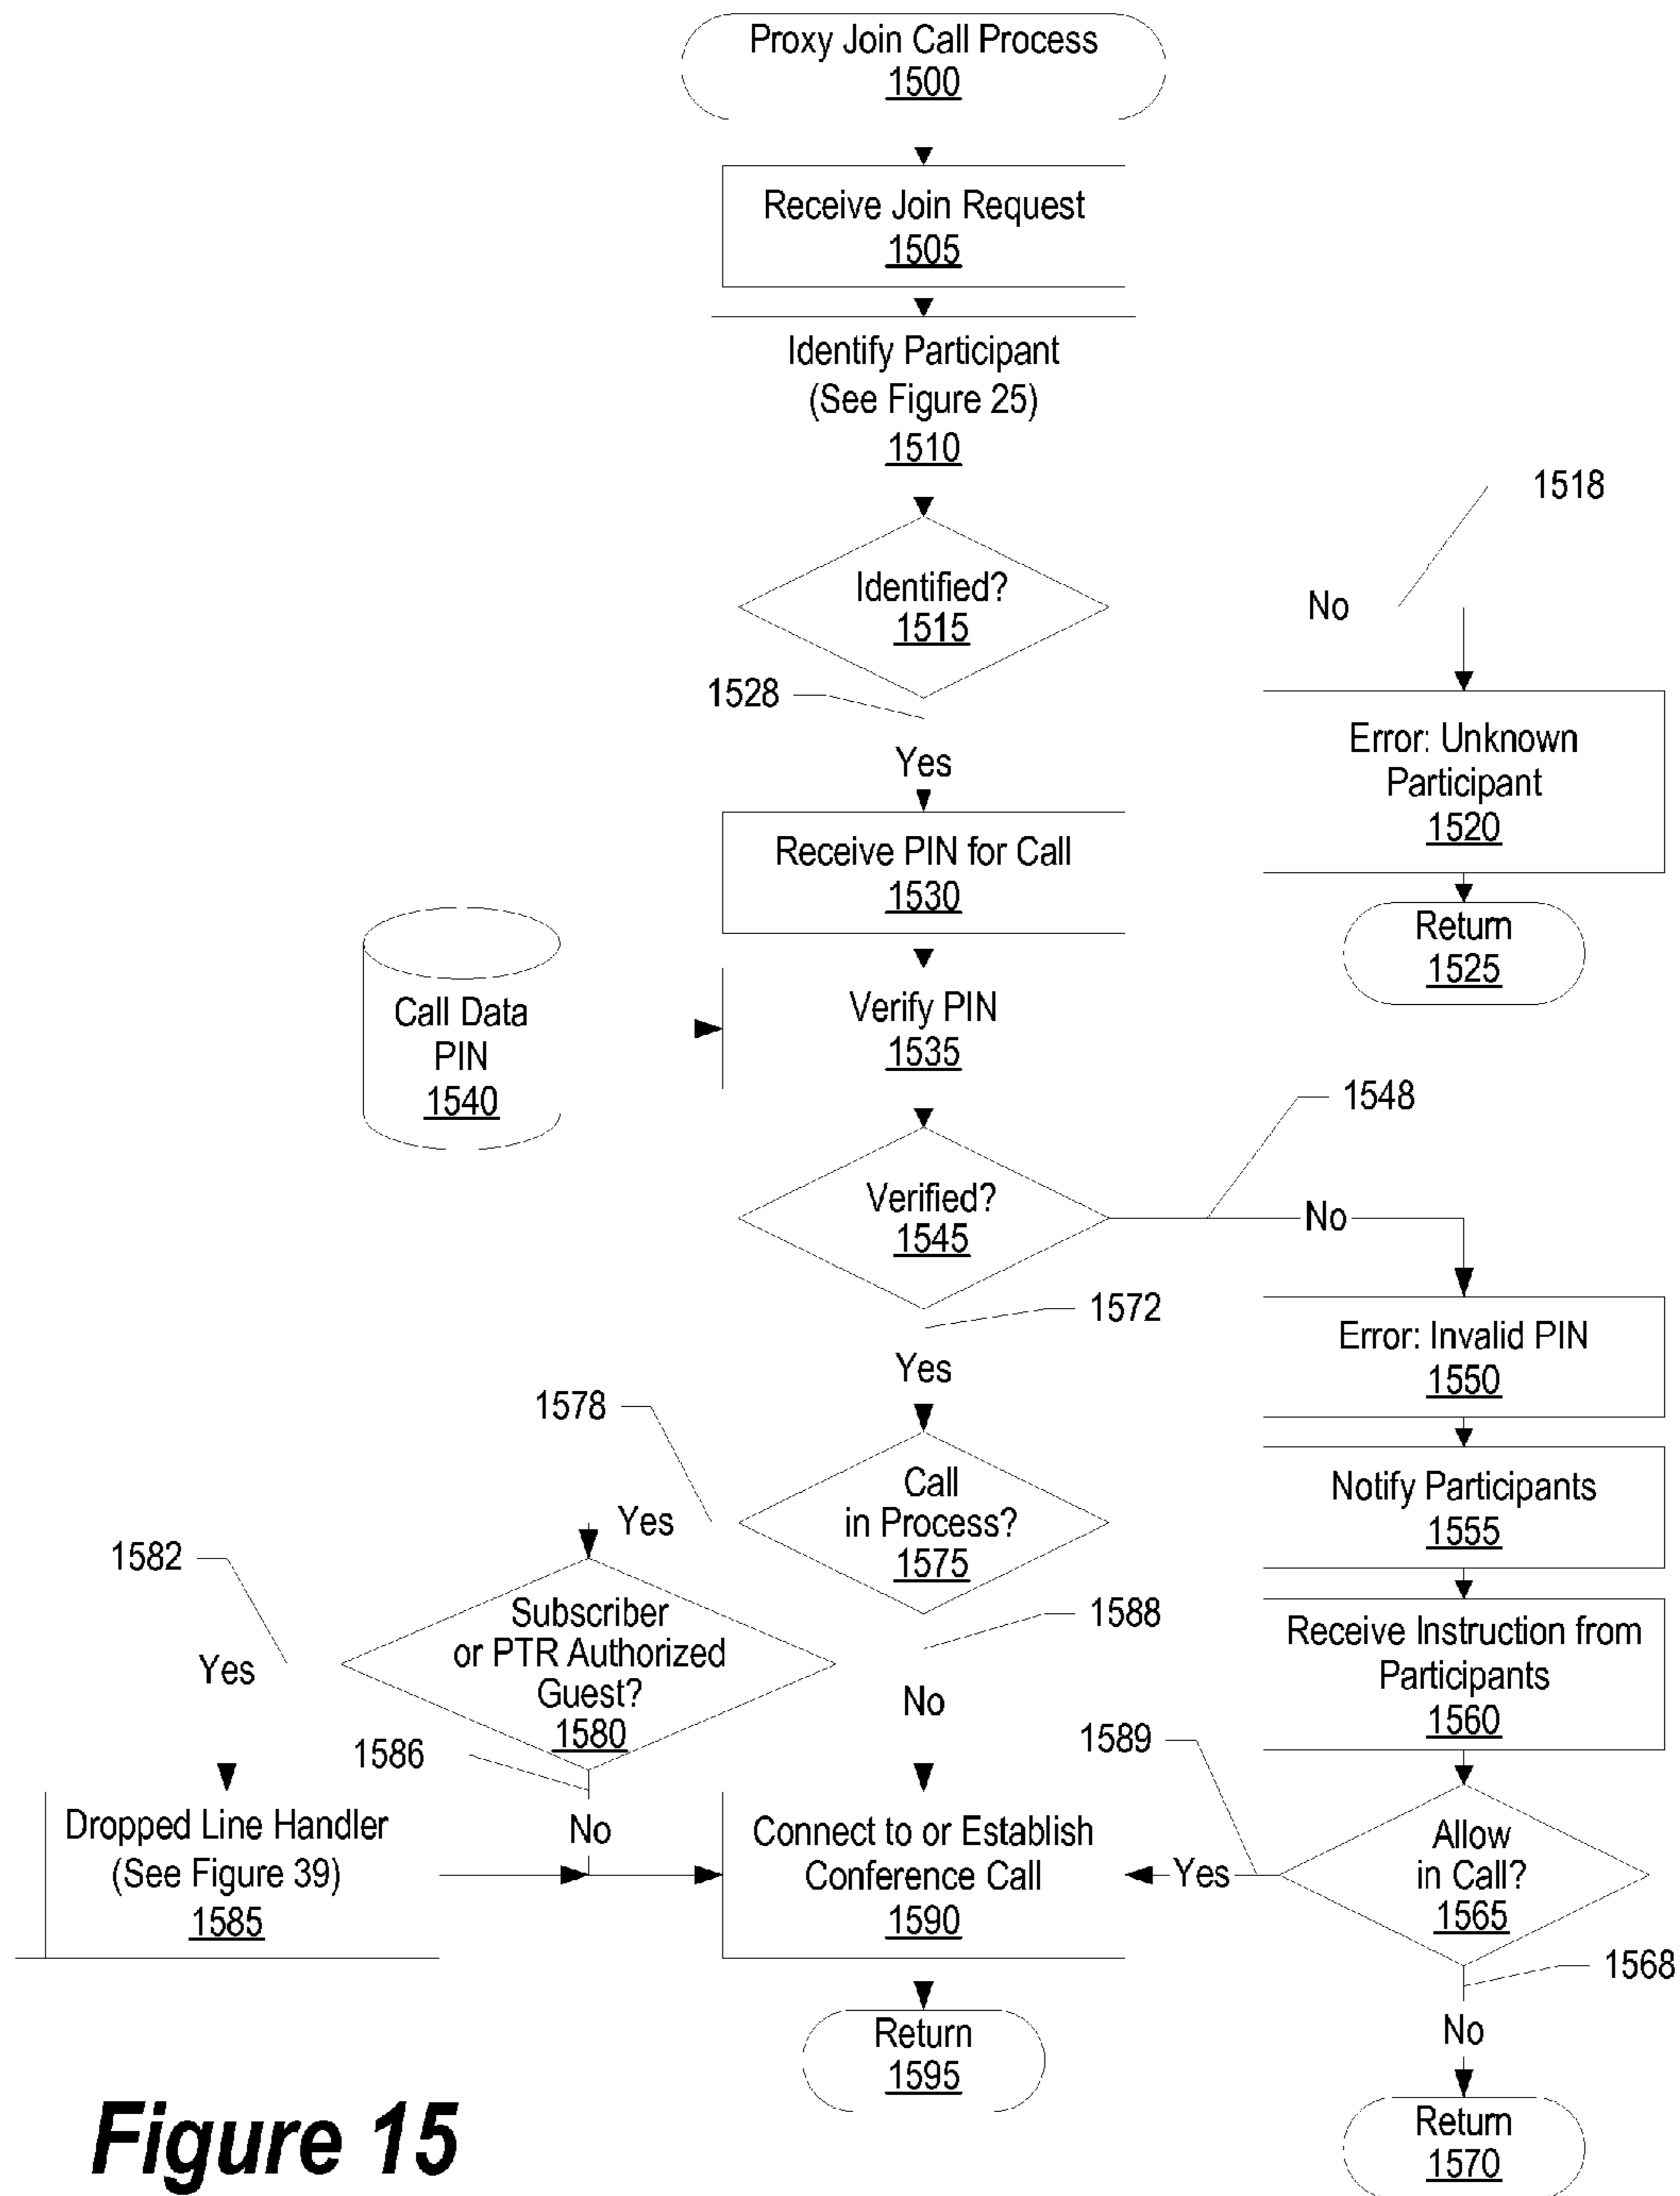 Proxy Join Call Process
1500
Receive Join Request
1505
Identify Participant
(See Figure 25)
1510
1518
Identified?
1515
No
1528
Yes
Error: Unknown
Participant
1520
Receive PIN for Call
1530
Return
1525
Call Data
PIN
1540
Verify PIN
1535
1548
Verified?
1545
No
1572
Yes
Error: Invalid PIN
1550
1578
Call
in Process?
1575
Notify Participants
1555
Yes
1582
Subscriber
or PTR Authorized
Guest?
1580
1588
Receive Instruction from
Participants
1560
Yes
No
1586
1589
Dropped Line Handler
(See Figure 39)
1585
No
Connect to or Establish
Conference Call
1590
Yes
Allow
in Call?
1565
1568
No
Return
1595
Return
1570
Figure 15